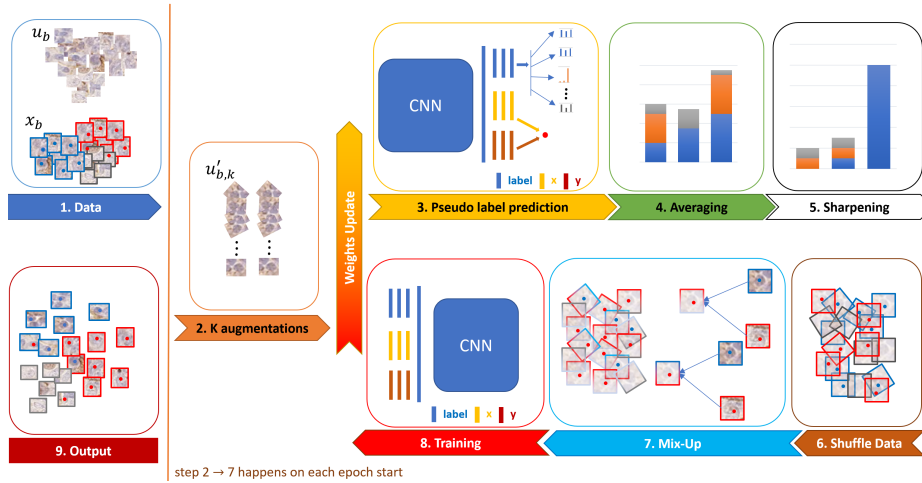 u_b
x_b
1. Data
u'_{b,k}
2. K augmentations
Weights Update
CNN
label x y
3. Pseudo label prediction
4. Averaging
5. Sharpening
9. Output
CNN
label x y
8. Training
7. Mix-Up
6. Shuffle Data
step 2 → 7 happens on each epoch start